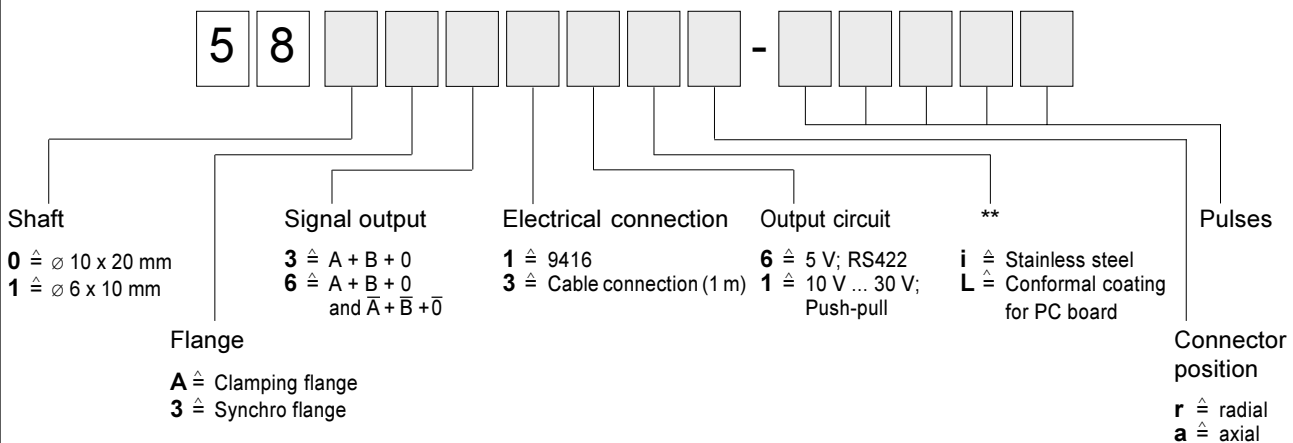 5 8 -
Shaft
0 ≙ ⌀ 10 x 20 mm
1 ≙ ⌀ 6 x 10 mm
Flange
A ≙ Clamping flange
3 ≙ Synchro flange
Signal output
3 ≙ A + B + 0
6 ≙ A + B + 0
and A̅ + B̅ + 0̅
Electrical connection
1 ≙ 9416
3 ≙ Cable connection (1 m)
Output circuit
6 ≙ 5 V; RS422
1 ≙ 10 V ... 30 V;
Push-pull
**
i ≙ Stainless steel
L ≙ Conformal coating
for PC board
Connector
position
r ≙ radial
a ≙ axial
Pulses